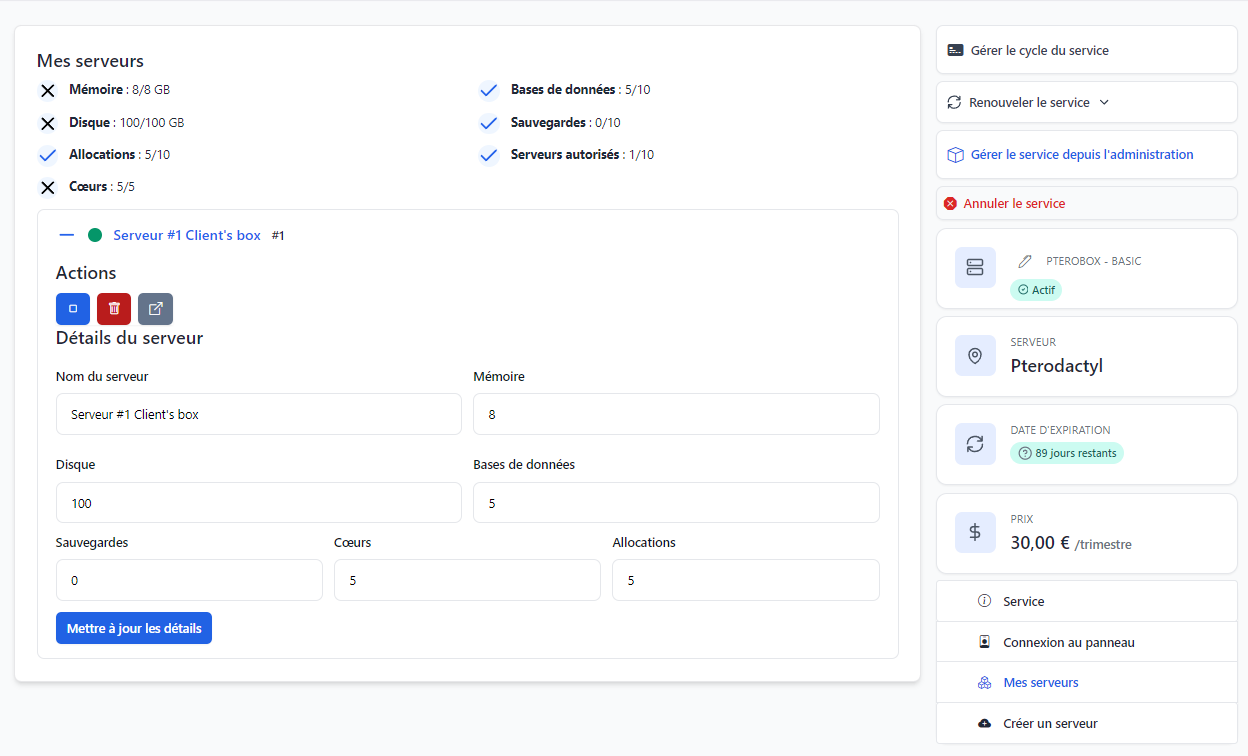 Mes serveurs
Mémoire : 8/8 GB
Bases de données : 5/10
Disque : 100/100 GB
Sauvegardes : 0/10
Allocations : 5/10
Serveurs autorisés : 1/10
Cœurs : 5/5
Serveur #1 Client's box #1
Actions
Détails du serveur
Nom du serveur
Mémoire
Serveur #1 Client's box
8
Disque
Bases de données
100
5
Sauvegardes
Cœurs
Allocations
0
5
5
Mettre à jour les détails
Gérer le cycle du service
Renouveler le service
Gérer le service depuis l'administration
Annuler le service
PTEROBOX - BASIC
Actif
SERVEUR
Pterodactyl
DATE D'EXPIRATION
89 jours restants
PRIX
30,00 € /trimestre
Service
Connexion au panneau
Mes serveurs
Créer un serveur